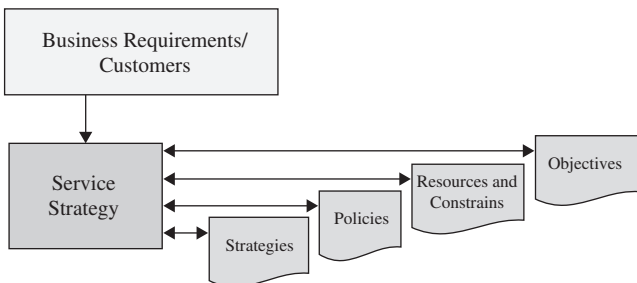 Business Requirements/
Customers
Service
Strategy
Objectives
Resources and
Constrains
Policies
Strategies